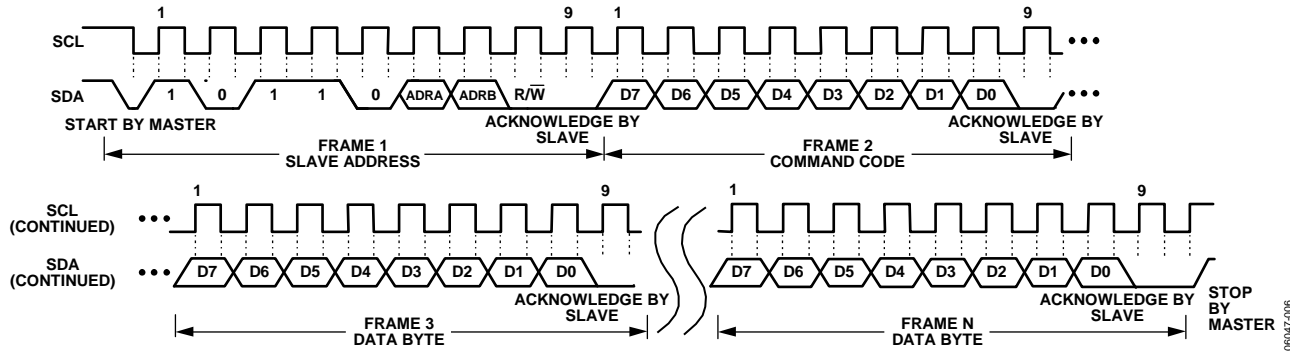 1 9 1 9
SCL
SDA 1 0 1 1 0 ADRA ADRB R/W̅ D7 D6 D5 D4 D3 D2 D1 D0
START BY MASTER
ACKNOWLEDGE BY
SLAVE
ACKNOWLEDGE BY
SLAVE
FRAME 1
SLAVE ADDRESS
FRAME 2
COMMAND CODE
1 9 1 9
SCL
(CONTINUED)
SDA
(CONTINUED)
D7 D6 D5 D4 D3 D2 D1 D0 D7 D6 D5 D4 D3 D2 D1 D0
ACKNOWLEDGE BY
SLAVE
ACKNOWLEDGE BY
SLAVE
STOP
BY
MASTER
FRAME 3
DATA BYTE
FRAME N
DATA BYTE
06047-006